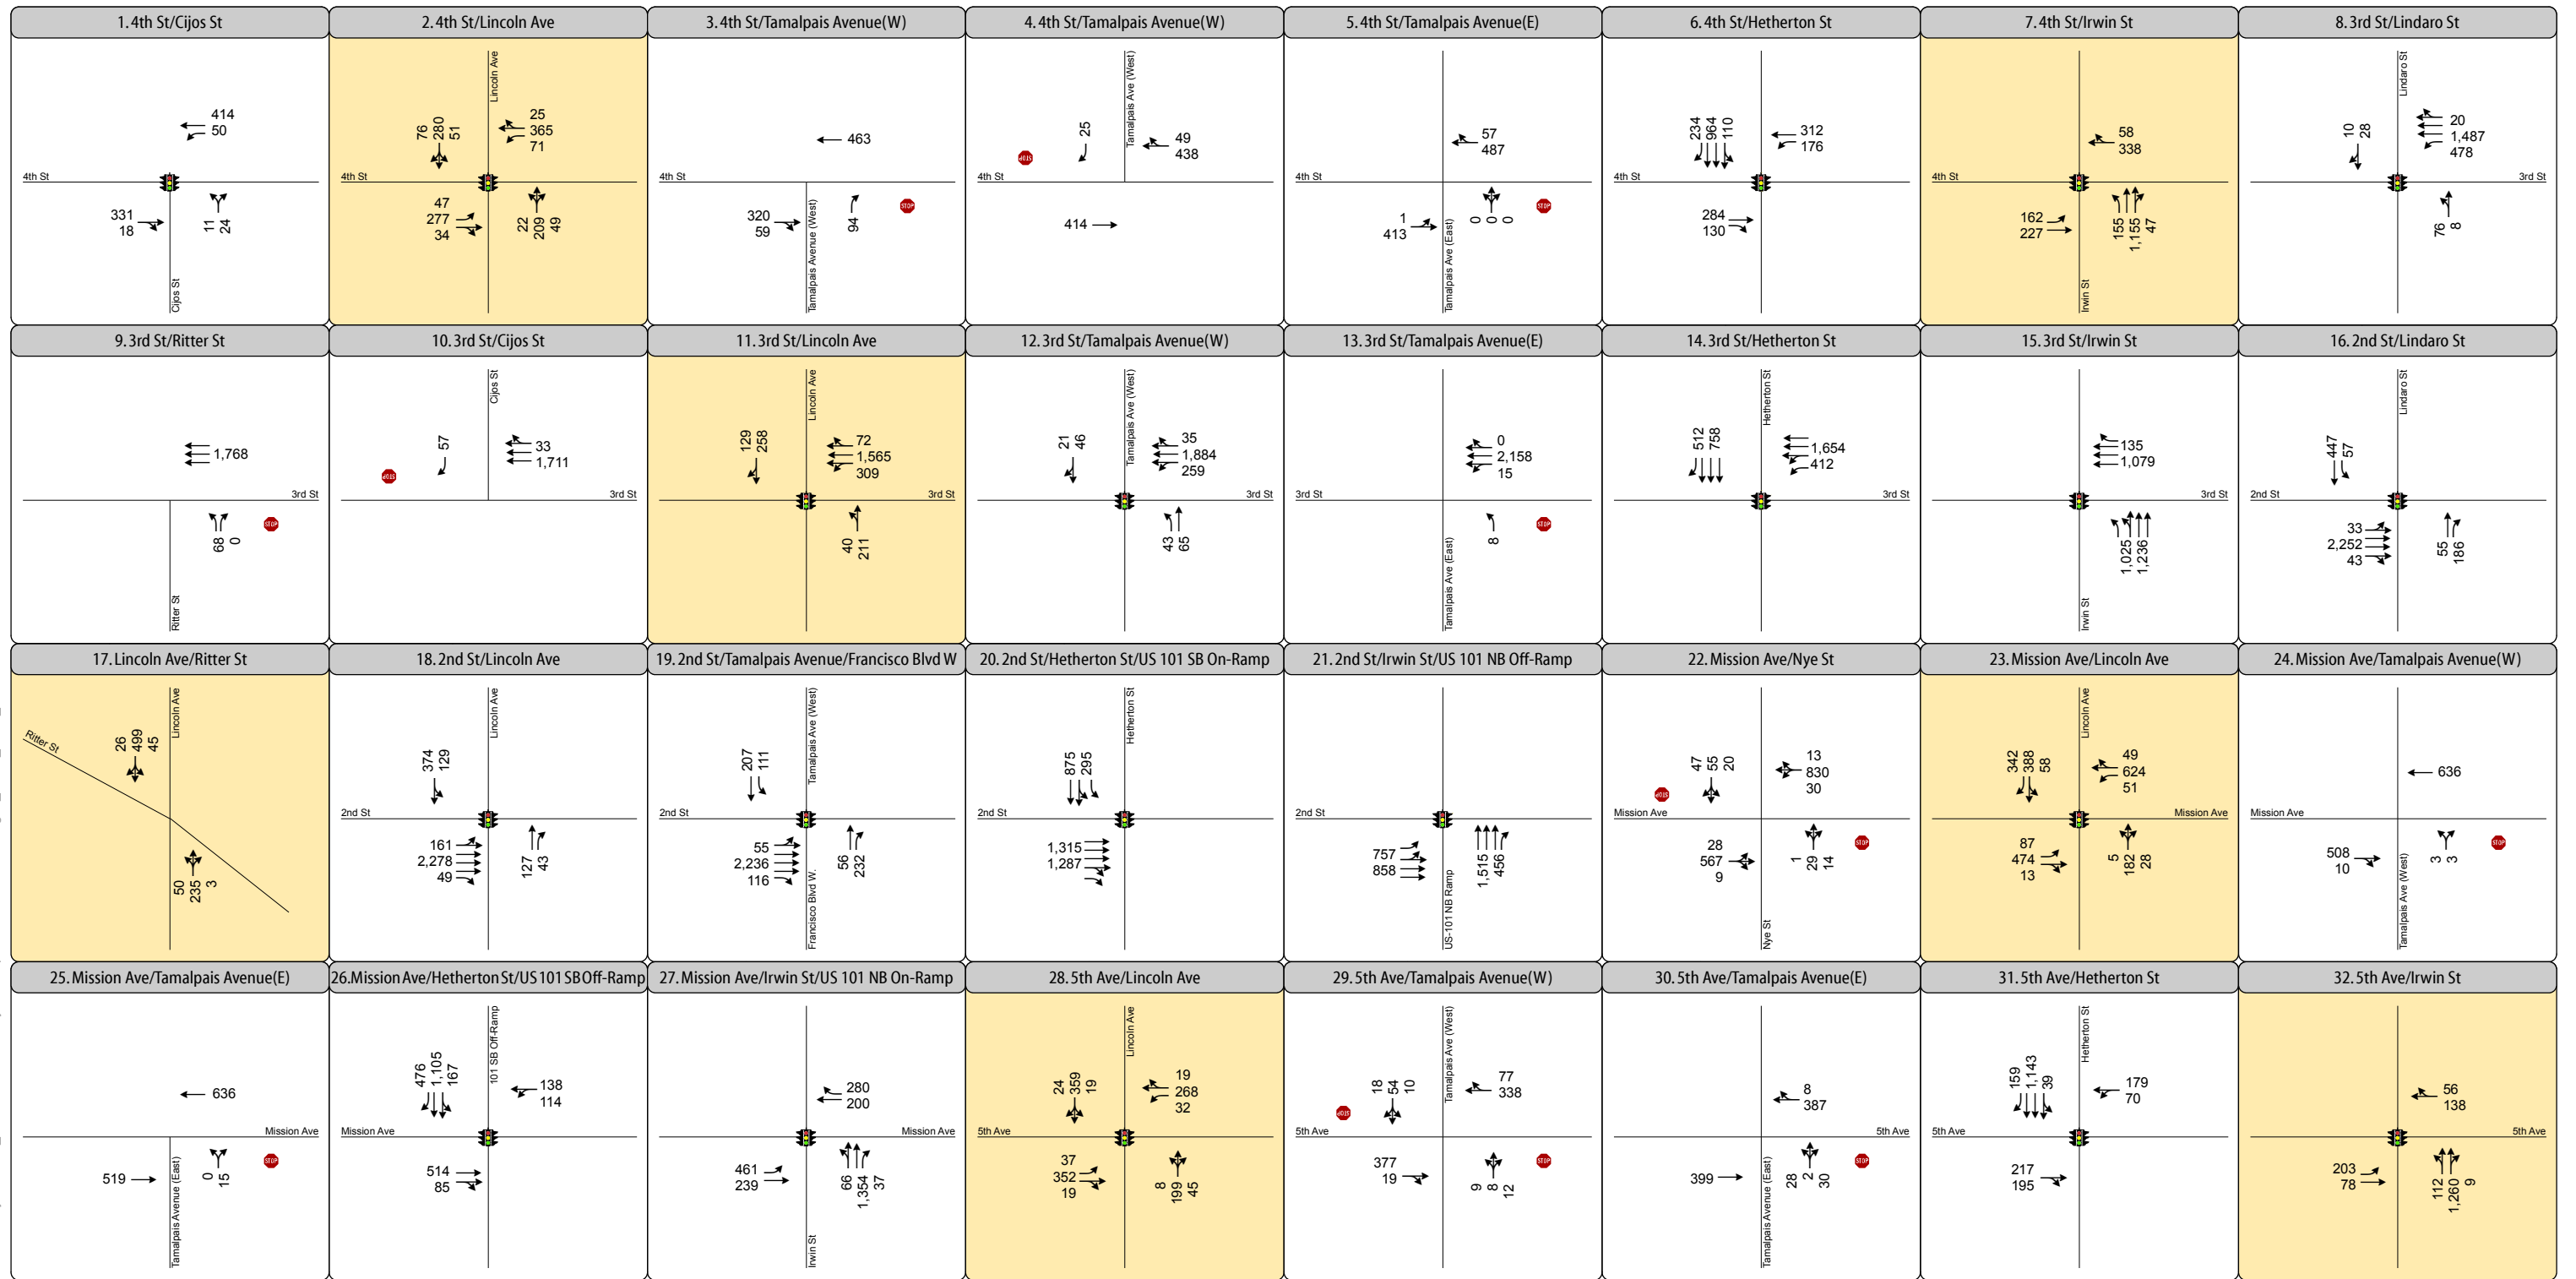 1. 4th St/Cijos St
414
50
4th St
331
18
11
24
Cijos St
2. 4th St/Lincoln Ave
Lincoln Ave
76
280
51
25
365
71
4th St
47
277
34
22
209
49
3. 4th St/Tamalpais Avenue(W)
463
4th St
320
59
94
STOP
Tamalpais Avenue (West)
4. 4th St/Tamalpais Avenue(W)
Tamalpais Ave (West)
25
49
438
STOP
4th St
414
5. 4th St/Tamalpais Avenue(E)
57
487
4th St
1
413
0
0
0
STOP
Tamalpais Ave (East)
6. 4th St/Hetherton St
234
964
110
312
176
4th St
284
130
7. 4th St/Irwin St
58
338
4th St
162
227
155
1,155
47
Irwin St
8. 3rd St/Lindaro St
Lindaro St
10
28
20
1,487
478
3rd St
76
8
9. 3rd St/Ritter St
1,768
3rd St
68
0
STOP
Ritter St
10. 3rd St/Cijos St
Cijos St
57
33
1,711
STOP
3rd St
11. 3rd St/Lincoln Ave
Lincoln Ave
129
258
72
1,565
309
3rd St
40
211
12. 3rd St/Tamalpais Avenue(W)
Tamalpais Ave (West)
21
46
35
1,884
259
3rd St
43
65
13. 3rd St/Tamalpais Avenue(E)
0
2,158
15
3rd St
8
STOP
Tamalpais Ave (East)
14. 3rd St/Hetherton St
Hetherton St
512
758
1,654
412
3rd St
15. 3rd St/Irwin St
135
1,079
3rd St
1,025
1,236
Irwin St
16. 2nd St/Lindaro St
Lindaro St
447
57
2nd St
33
2,252
43
55
186
17. Lincoln Ave/Ritter St
Lincoln Ave
26
499
45
Ritter St
50
235
3
18. 2nd St/Lincoln Ave
Lincoln Ave
374
129
2nd St
161
2,278
49
127
43
19. 2nd St/Tamalpais Avenue/Francisco Blvd W
Tamalpais Ave (West)
207
111
2nd St
55
2,236
116
56
232
Francisco Blvd W.
20. 2nd St/Hetherton St/US 101 SB On-Ramp
Hetherton St
875
295
2nd St
1,315
1,287
21. 2nd St/Irwin St/US 101 NB Off-Ramp
2nd St
757
858
1,515
456
US-101 NB Ramp
22. Mission Ave/Nye St
47
55
20
13
830
30
STOP
Mission Ave
28
567
9
1
29
14
STOP
Nye St
23. Mission Ave/Lincoln Ave
Lincoln Ave
342
388
58
49
624
51
Mission Ave
87
474
13
5
182
28
24. Mission Ave/Tamalpais Avenue(W)
636
Mission Ave
508
10
3
3
STOP
Tamalpais Ave (West)
25. Mission Ave/Tamalpais Avenue(E)
636
Mission Ave
519
0
15
STOP
Tamalpais Avenue (East)
26. Mission Ave/Hetherton St/US 101 SB Off-Ramp
101 SB Off-Ramp
476
1,105
167
138
114
Mission Ave
514
85
27. Mission Ave/Irwin St/US 101 NB On-Ramp
280
200
Mission Ave
461
239
66
1,354
37
Irwin St
28. 5th Ave/Lincoln Ave
Lincoln Ave
24
359
19
19
268
32
5th Ave
37
352
19
8
199
45
29. 5th Ave/Tamalpais Avenue(W)
Tamalpais Ave (West)
18
54
10
77
338
STOP
5th Ave
377
19
9
8
12
STOP
30. 5th Ave/Tamalpais Avenue(E)
8
387
5th Ave
399
28
2
30
STOP
Tamalpais Avenue (East)
31. 5th Ave/Hetherton St
Hetherton St
159
1,143
39
179
70
5th Ave
217
195
32. 5th Ave/Irwin St
56
138
5th Ave
203
78
112
1,260
9